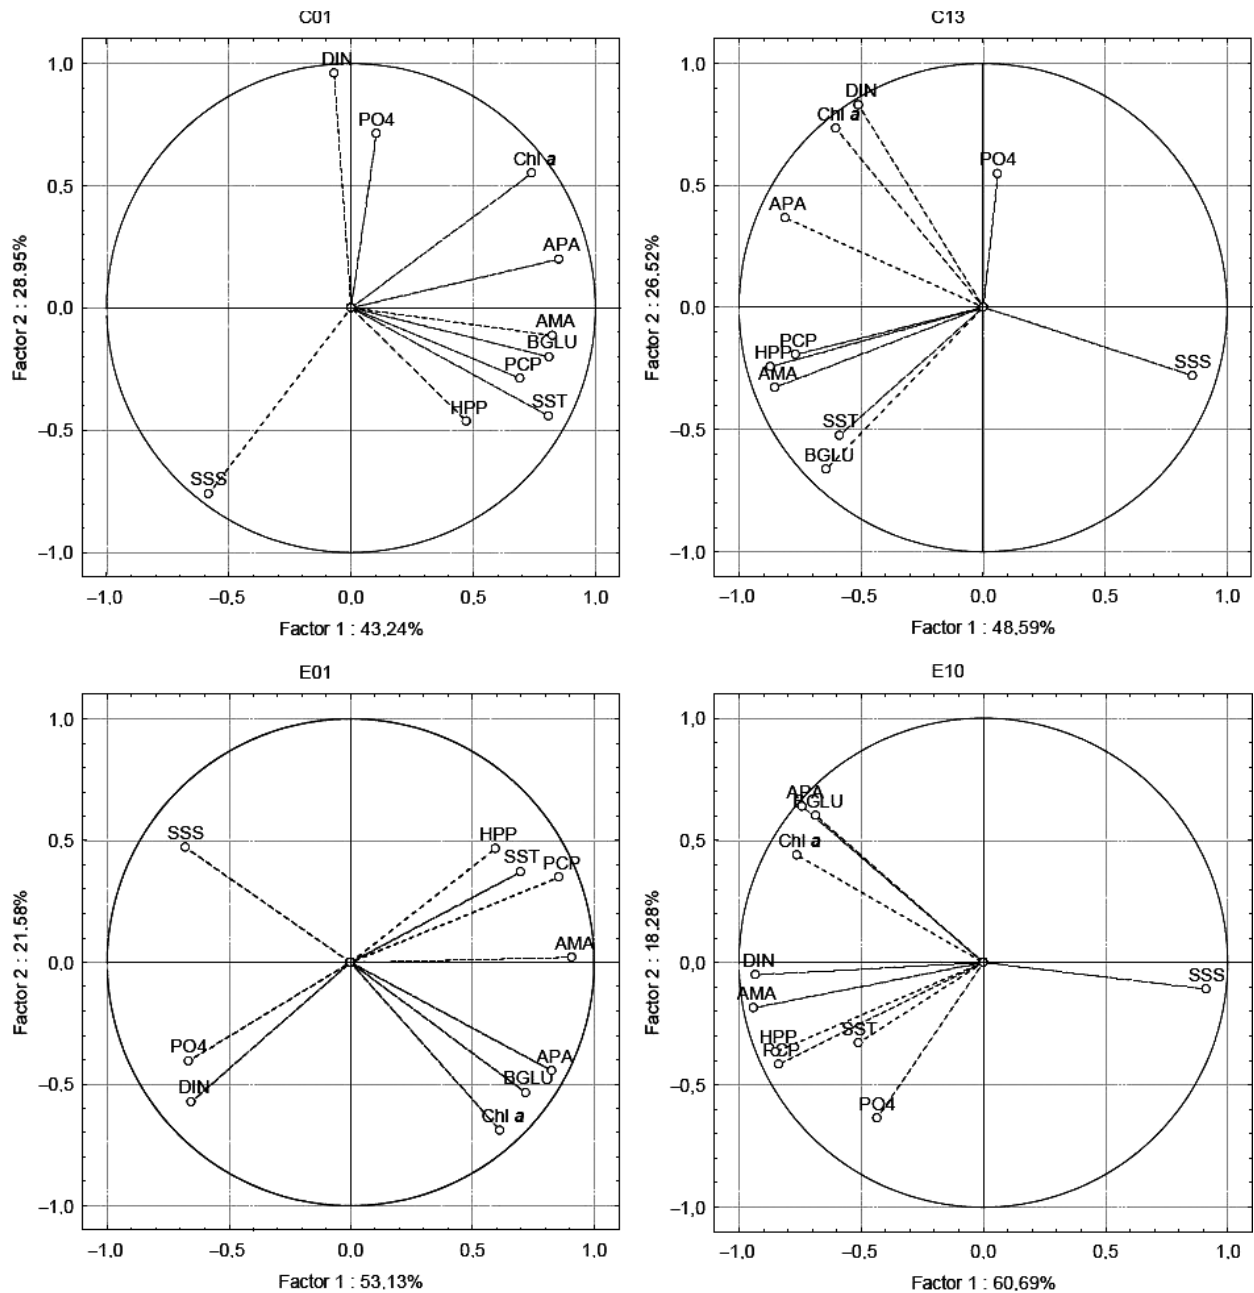 C01
1.0
0.5
0.0
−0.5
−1.0
Factor 2 : 28.95%
DIN
PO4
Chl a
APA
AMA
BGLU
PCP
HPP
SST
SSS
−1.0
−0.5
0.0
0.5
1.0
Factor 1 : 43.24%
C13
1.0
0.5
0.0
−0.5
−1.0
Factor 2 : 26.52%
DIN
Chl a
PO4
APA
PCP
HPP
AMA
SSS
SST
BGLU
−1.0
−0.5
0.0
0.5
1.0
Factor 1 : 48.59%
E01
1.0
0.5
0.0
−0.5
−1.0
Factor 2 : 21.58%
SSS
HPP
SST
PCP
AMA
PO4
DIN
APA
BGLU
Chl a
−1.0
−0.5
0.0
0.5
1.0
Factor 1 : 53.13%
E10
1.0
0.5
0.0
−0.5
−1.0
Factor 2 : 18.28%
APA
BGLU
Chl a
DIN
SSS
AMA
HPP
SST
PCP
PO4
−1.0
−0.5
0.0
0.5
1.0
Factor 1 : 60.69%